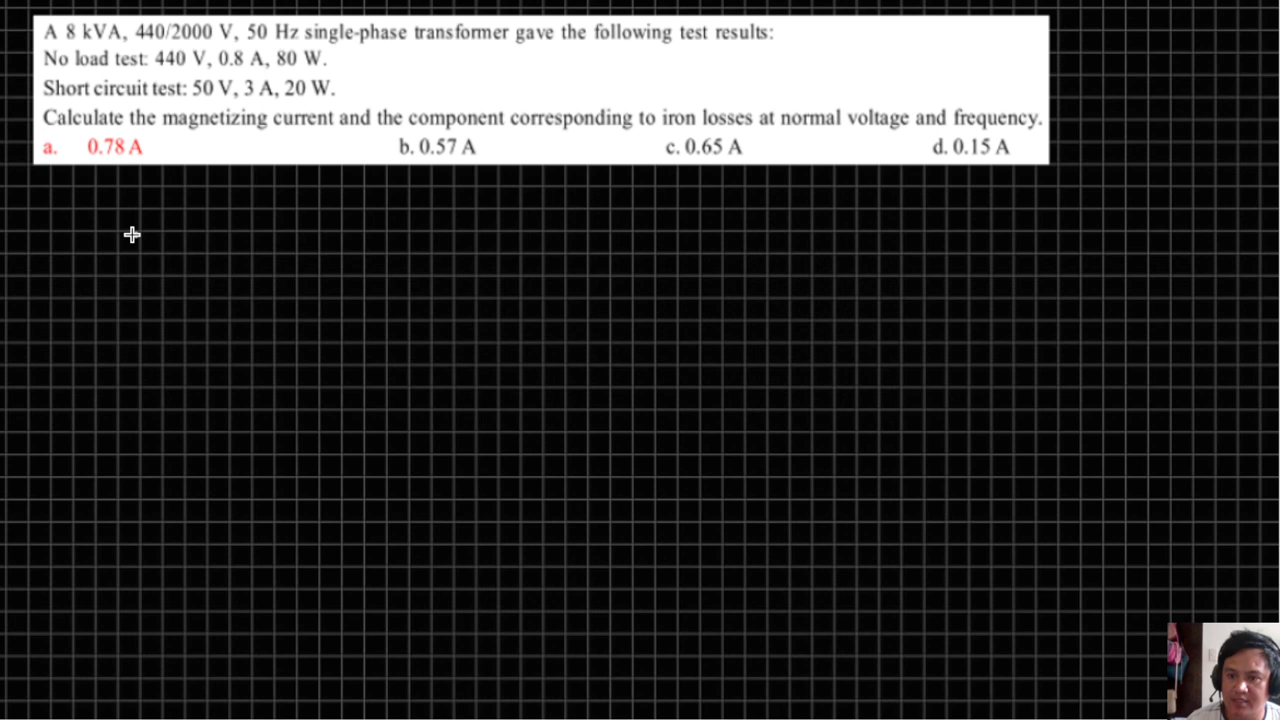 A 8 kVA, 440/2000 V, 50 Hz single-phase transformer gave the following test results:
No load test: 440 V, 0.8 A, 80 W.
Short circuit test: 50 V, 3 A, 20 W.
Calculate the magnetizing current and the component corresponding to iron losses at normal voltage and frequency.
a. 0.78 A b. 0.57 A c. 0.65 A d. 0.15 A